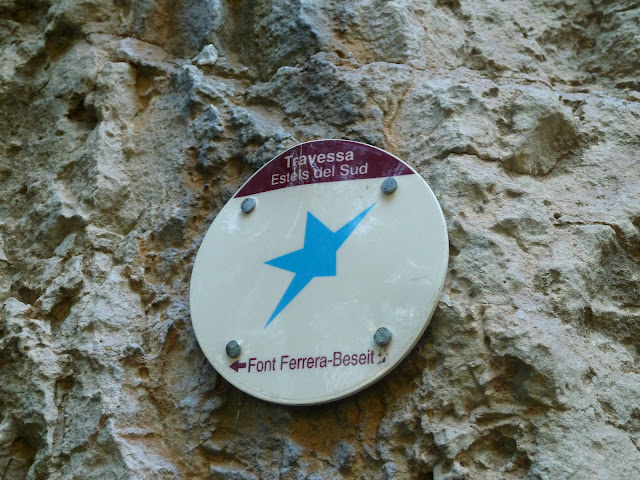 Travessa
Estels del Sud
Font Ferrera-Beseit